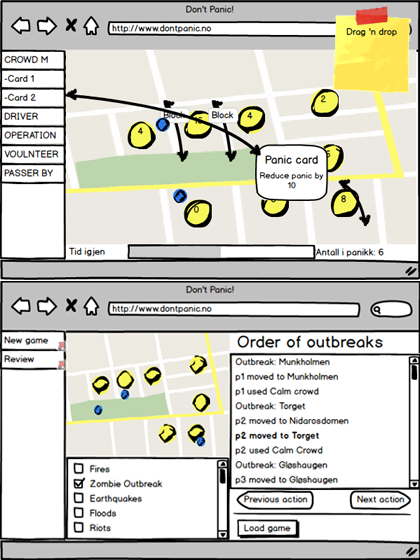 Don't Panic!
http://www.dontpanic.no
Drag 'n drop
CROWD M
-Card 1
-Card 2
DRIVER
OPERATION
VOULNTEER
PASSER BY
2
Block
Block
4
4
Panic card
Reduce panic by
10
8
0
Tid igjen
Antall i panikk: 6
Don't Panic!
http://www.dontpanic.no
New game
Review
Order of outbreaks
Outbreak: Munkholmen
p1 moved to Munkholmen
p1 used Calm crowd
Outbreak: Torget
p2 moved to Nidarosdomen
p2 moved to Torget
p2 used Calm Crowd
Outbreak: Gløshaugen
p3 moved to Gløshaugen
Fires
Zombie Outbreak
Earthquakes
Floods
Riots
Previous action
Next action
Load game